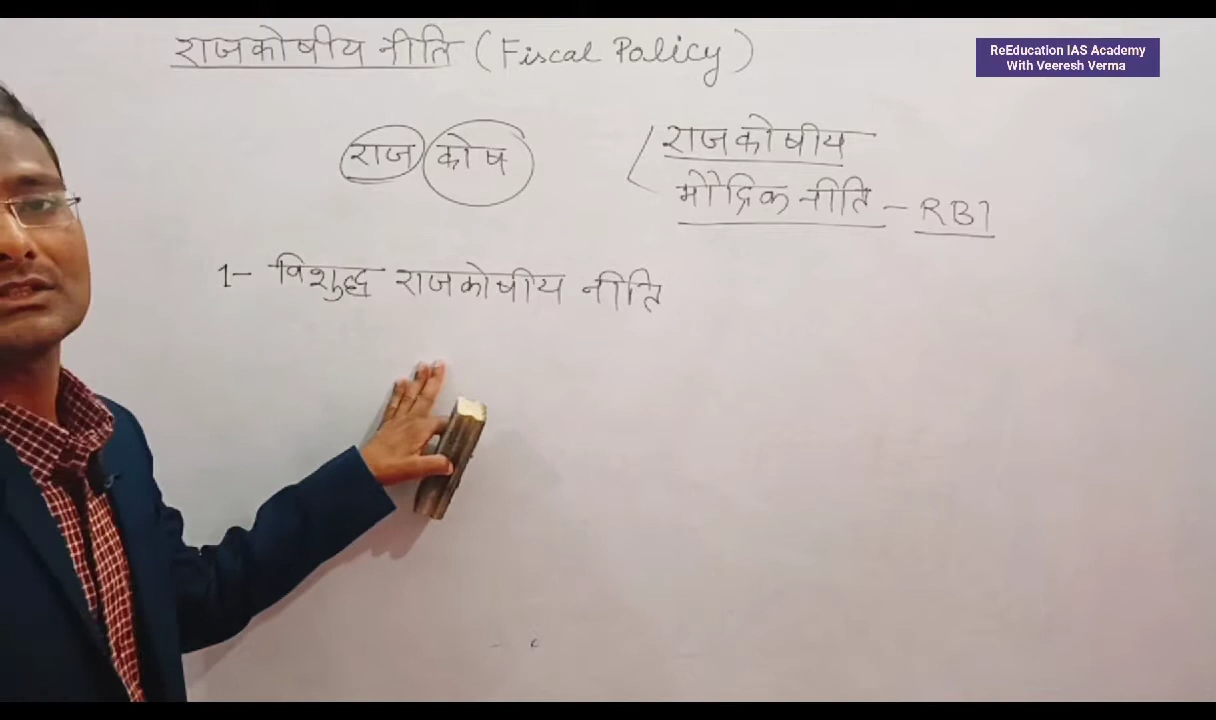 राजकोषीय नीति (Fiscal Policy)
ReEducation IAS Academy
With Veeresh Verma
राज कोष
राजकोषीय
मौद्रिक नीति - RBI
1- विशुद्ध राजकोषीय नीति